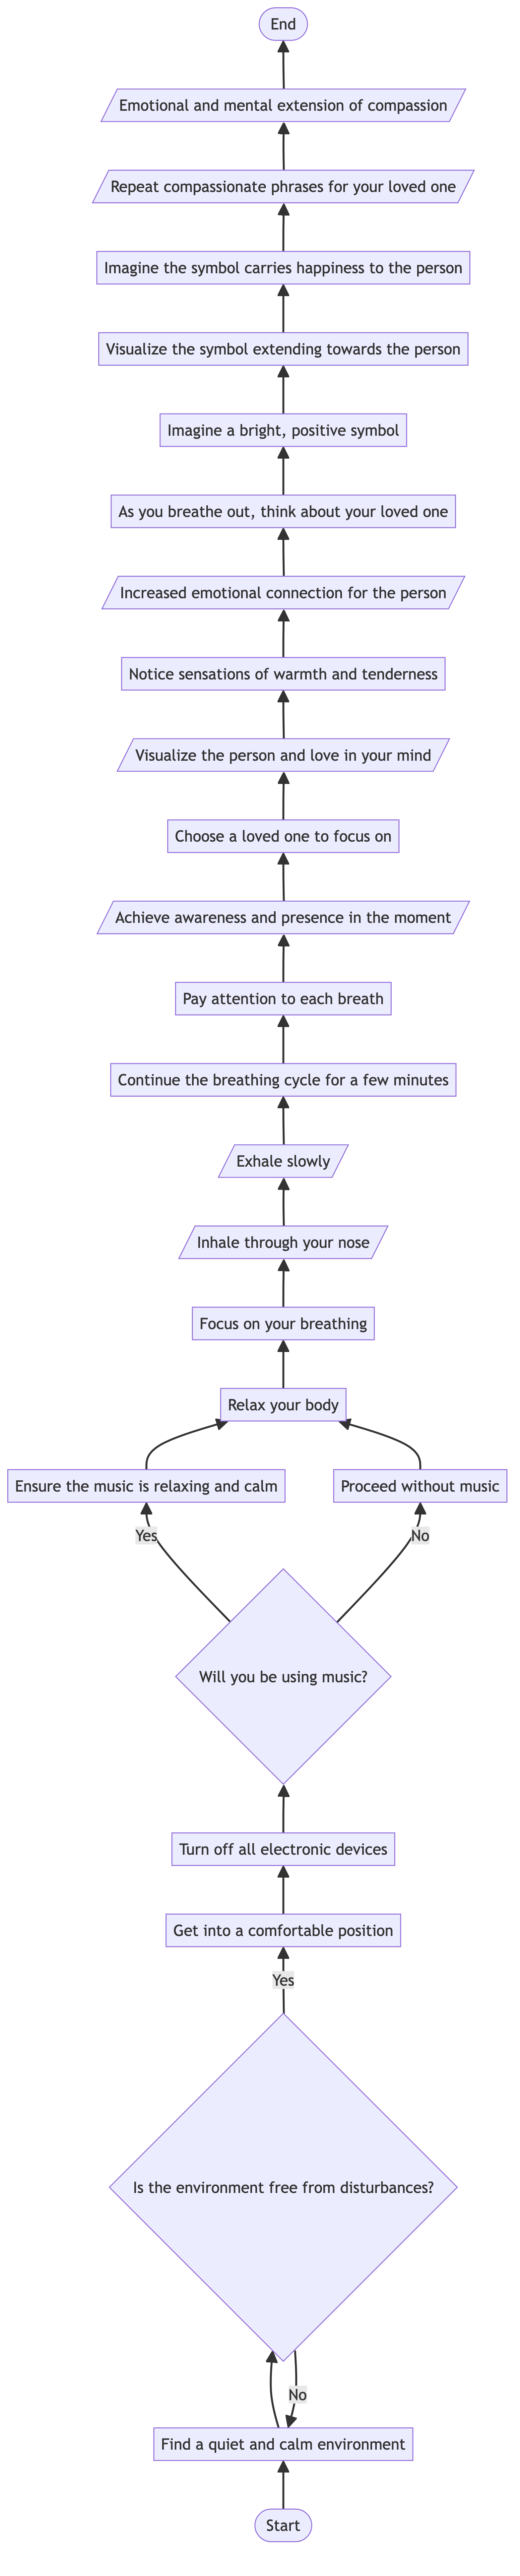 End
Emotional and mental extension of compassion
Repeat compassionate phrases for your loved one
Imagine the symbol carries happiness to the person
Visualize the symbol extending towards the person
Imagine a bright, positive symbol
As you breathe out, think about your loved one
Increased emotional connection for the person
Notice sensations of warmth and tenderness
Visualize the person and love in your mind
Choose a loved one to focus on
Achieve awareness and presence in the moment
Pay attention to each breath
Continue the breathing cycle for a few minutes
Exhale slowly
Inhale through your nose
Focus on your breathing
Relax your body
Ensure the music is relaxing and calm
Proceed without music
Yes
No
Will you be using music?
Turn off all electronic devices
Get into a comfortable position
Yes
Is the environment free from disturbances?
No
Find a quiet and calm environment
Start